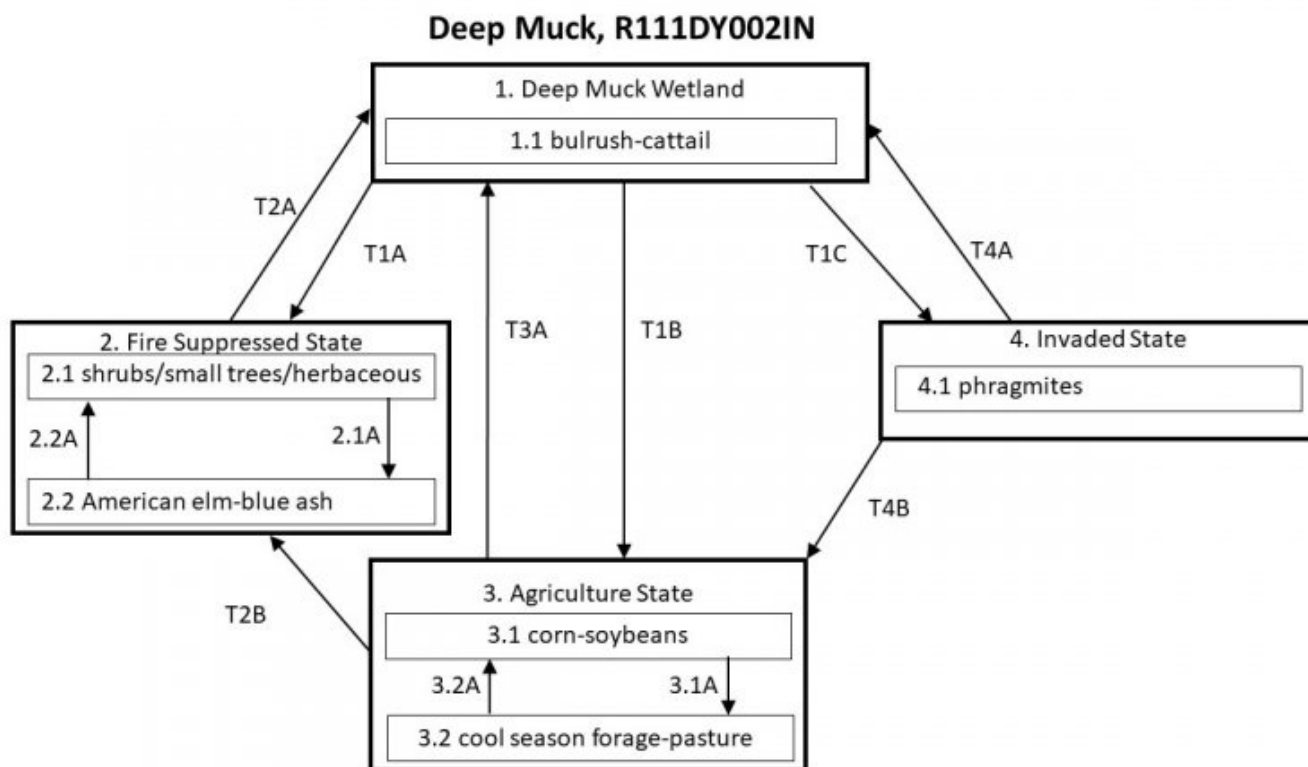 Deep Muck, R111DY002IN
1. Deep Muck Wetland
1.1 bulrush-cattail
T2A
T1A
T3A
T1B
T1C
T4A
2. Fire Suppressed State
2.1 shrubs/small trees/herbaceous
2.2A
2.1A
2.2 American elm-blue ash
4. Invaded State
4.1 phragmites
T4B
T2B
3. Agriculture State
3.1 corn-soybeans
3.2A
3.1A
3.2 cool season forage-pasture